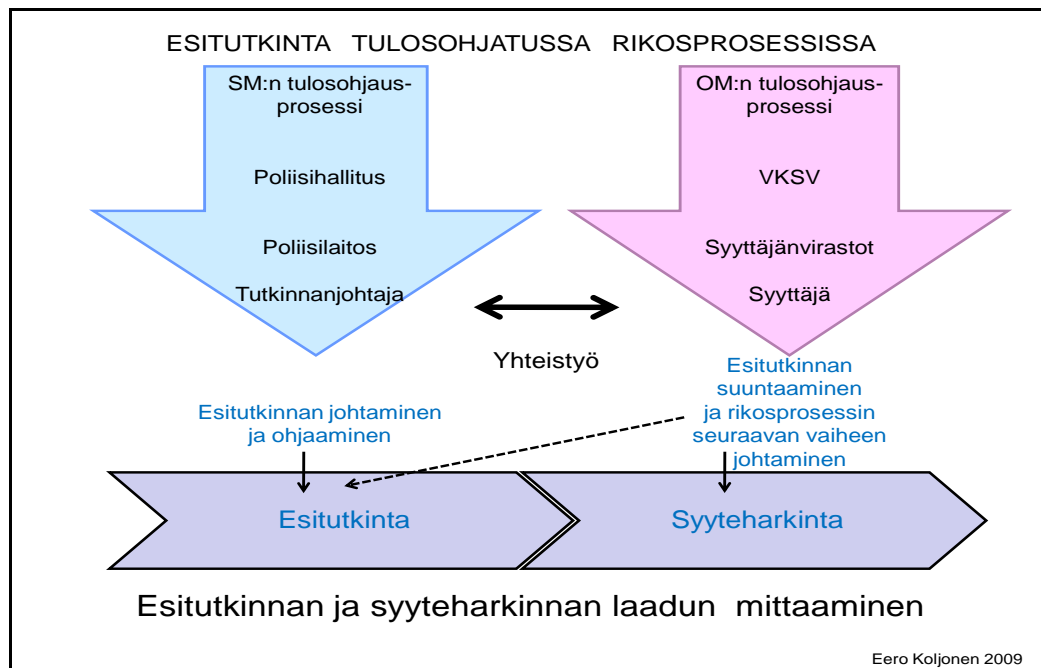 ESITUTKINTA TULOSOHJATUSSA RIKOSPROSESSISSA
SM:n tulosohjaus-
prosessi
Poliisihallitus
Poliisilaitos
Tutkinnanjohtaja
OM:n tulosohjaus-
prosessi
VKSV
Syyttäjänvirastot
Syyttäjä
Yhteistyö
Esitutkinnan johtaminen
ja ohjaaminen
Esitutkinnan
suuntaaminen
ja rikosprosessin
seuraavan vaiheen
johtaminen
Esitutkinta
Syyteharkinta
Esitutkinnan ja syyteharkinnan laadun mittaaminen
Eero Koljonen 2009